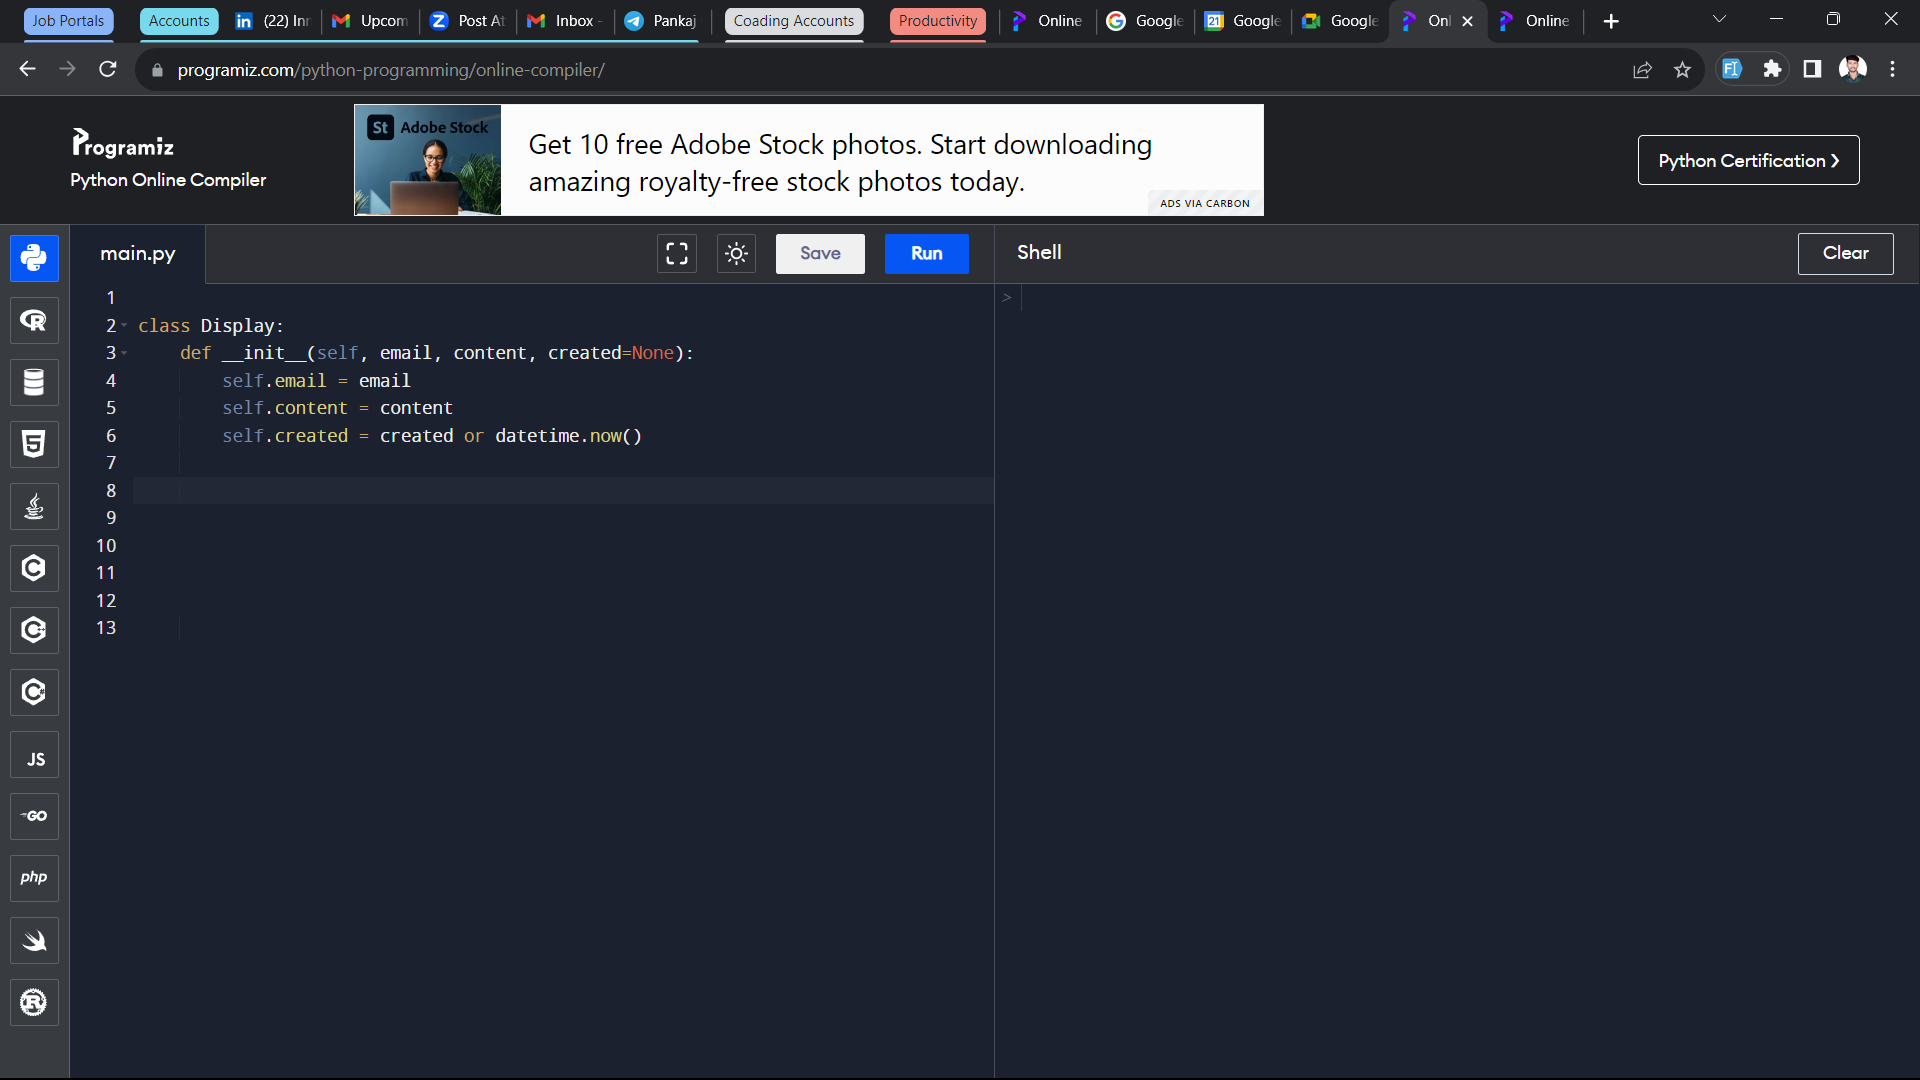 Job Portals Accounts (22) Inr Upcom Post At Inbox - Pankaj Coading Accounts Productivity Online Google Google Google Onl Online
programiz.com/python-programming/online-compiler/
Programiz
Python Online Compiler
St Adobe Stock
Get 10 free Adobe Stock photos. Start downloading
amazing royalty-free stock photos today.
ADS VIA CARBON
Python Certification ❯
main.py Save Run Shell Clear
1
2 class Display:
3 def __init__(self, email, content, created=None):
4 self.email = email
5 self.content = content
6 self.created = created or datetime.now()
7
8
9
10
11
12
13
>
R
5
C
C
C
JS
GO
php
R